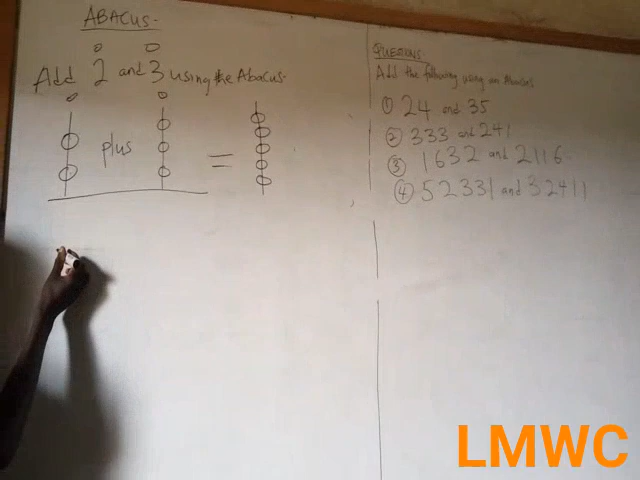 ABACUS.
o o
Add 2 and 3 using the Abacus.
o o
plus =
QUESTIONS
Add the following using an Abacus
① 24 and 35
② 333 and 241
③ 1632 and 2116.
④ 52331 and 32411
LMWC